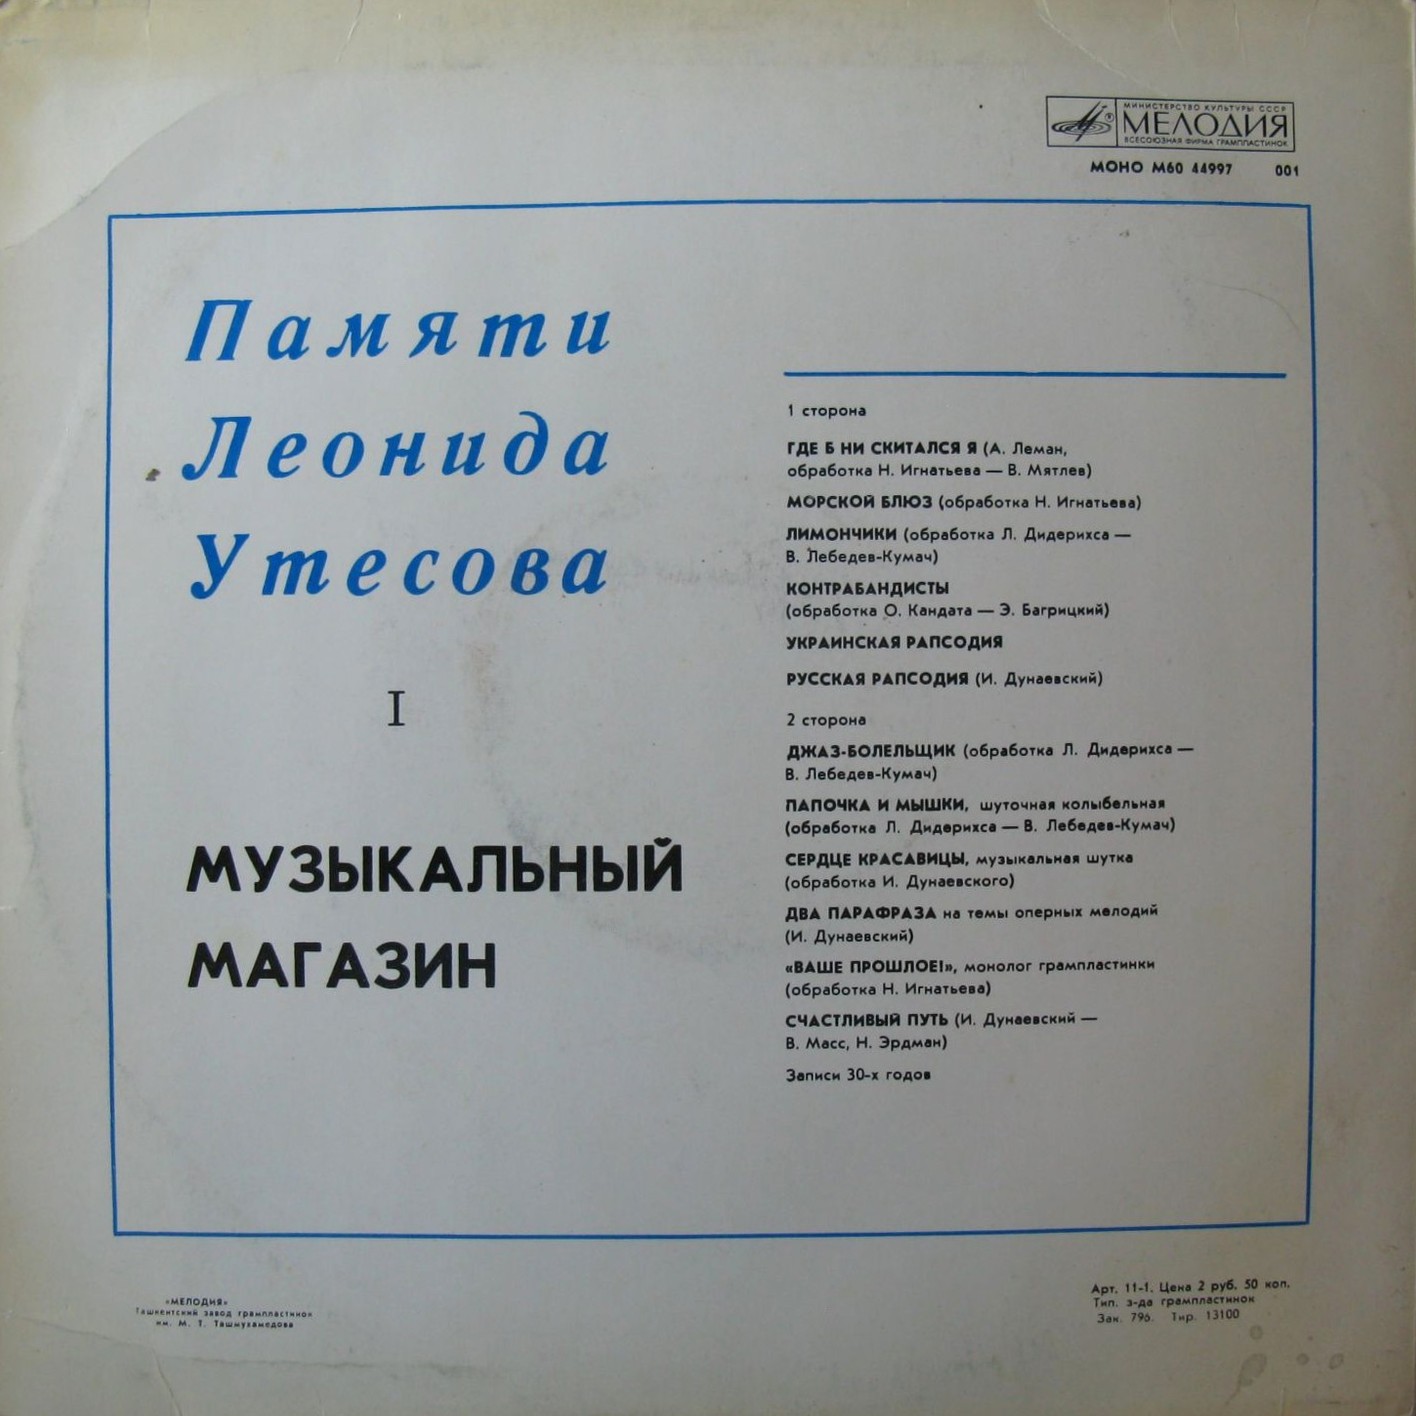 МИНИСТЕРСТВО КУЛЬТУРЫ СССР
МЕЛОДИЯ
ВСЕСОЮЗНАЯ ФИРМА ГРАМПЛАСТИНОК
МОНО М60 44997 001
Памяти
Леонида
Утесова
I
МУЗЫКАЛЬНЫЙ
МАГАЗИН
1 сторона
ГДЕ Б НИ СКИТАЛСЯ Я (А. Леман,
обработка Н. Игнатьева — В. Мятлев)
МОРСКОЙ БЛЮЗ (обработка Н. Игнатьева)
ЛИМОНЧИКИ (обработка Л. Дидерихса —
В. Лебедев-Кумач)
КОНТРАБАНДИСТЫ
(обработка О. Кандата — Э. Багрицкий)
УКРАИНСКАЯ РАПСОДИЯ
РУССКАЯ РАПСОДИЯ (И. Дунаевский)
2 сторона
ДЖАЗ-БОЛЕЛЬЩИК (обработка Л. Дидерихса —
В. Лебедев-Кумач)
ПАПОЧКА И МЫШКИ, шуточная колыбельная
(обработка Л. Дидерихса — В. Лебедев-Кумач)
СЕРДЦЕ КРАСАВИЦЫ, музыкальная шутка
(обработка И. Дунаевского)
ДВА ПАРАФРАЗА на темы оперных мелодий
(И. Дунаевский)
«ВАШЕ ПРОШЛОЕ!», монолог грампластинки
(обработка Н. Игнатьева)
СЧАСТЛИВЫЙ ПУТЬ (И. Дунаевский —
В. Масс, Н. Эрдман)
Записи 30-х годов
«МЕЛОДИЯ»
Ташкентский завод грампластинок
им. М. Т. Ташмухамедова
Арт. 11-1. Цена 2 руб. 50 коп.
Тип. з-да грампластинок
Зак. 796. Тир. 13100